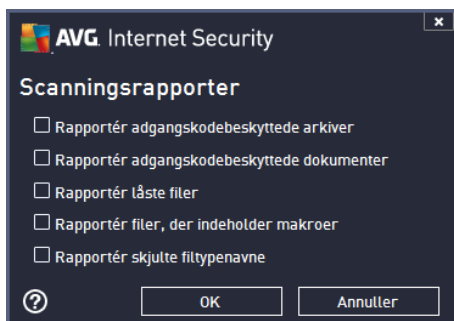 AVG. Internet Security
Scanningsrapporter
Rapportér adgangskodebeskyttede arkiver
Rapportér adgangskodebeskyttede dokumenter
Rapportér låste filer
Rapportér filer, der indeholder makroer
Rapportér skjulte filtypenavne
? OK Annuller